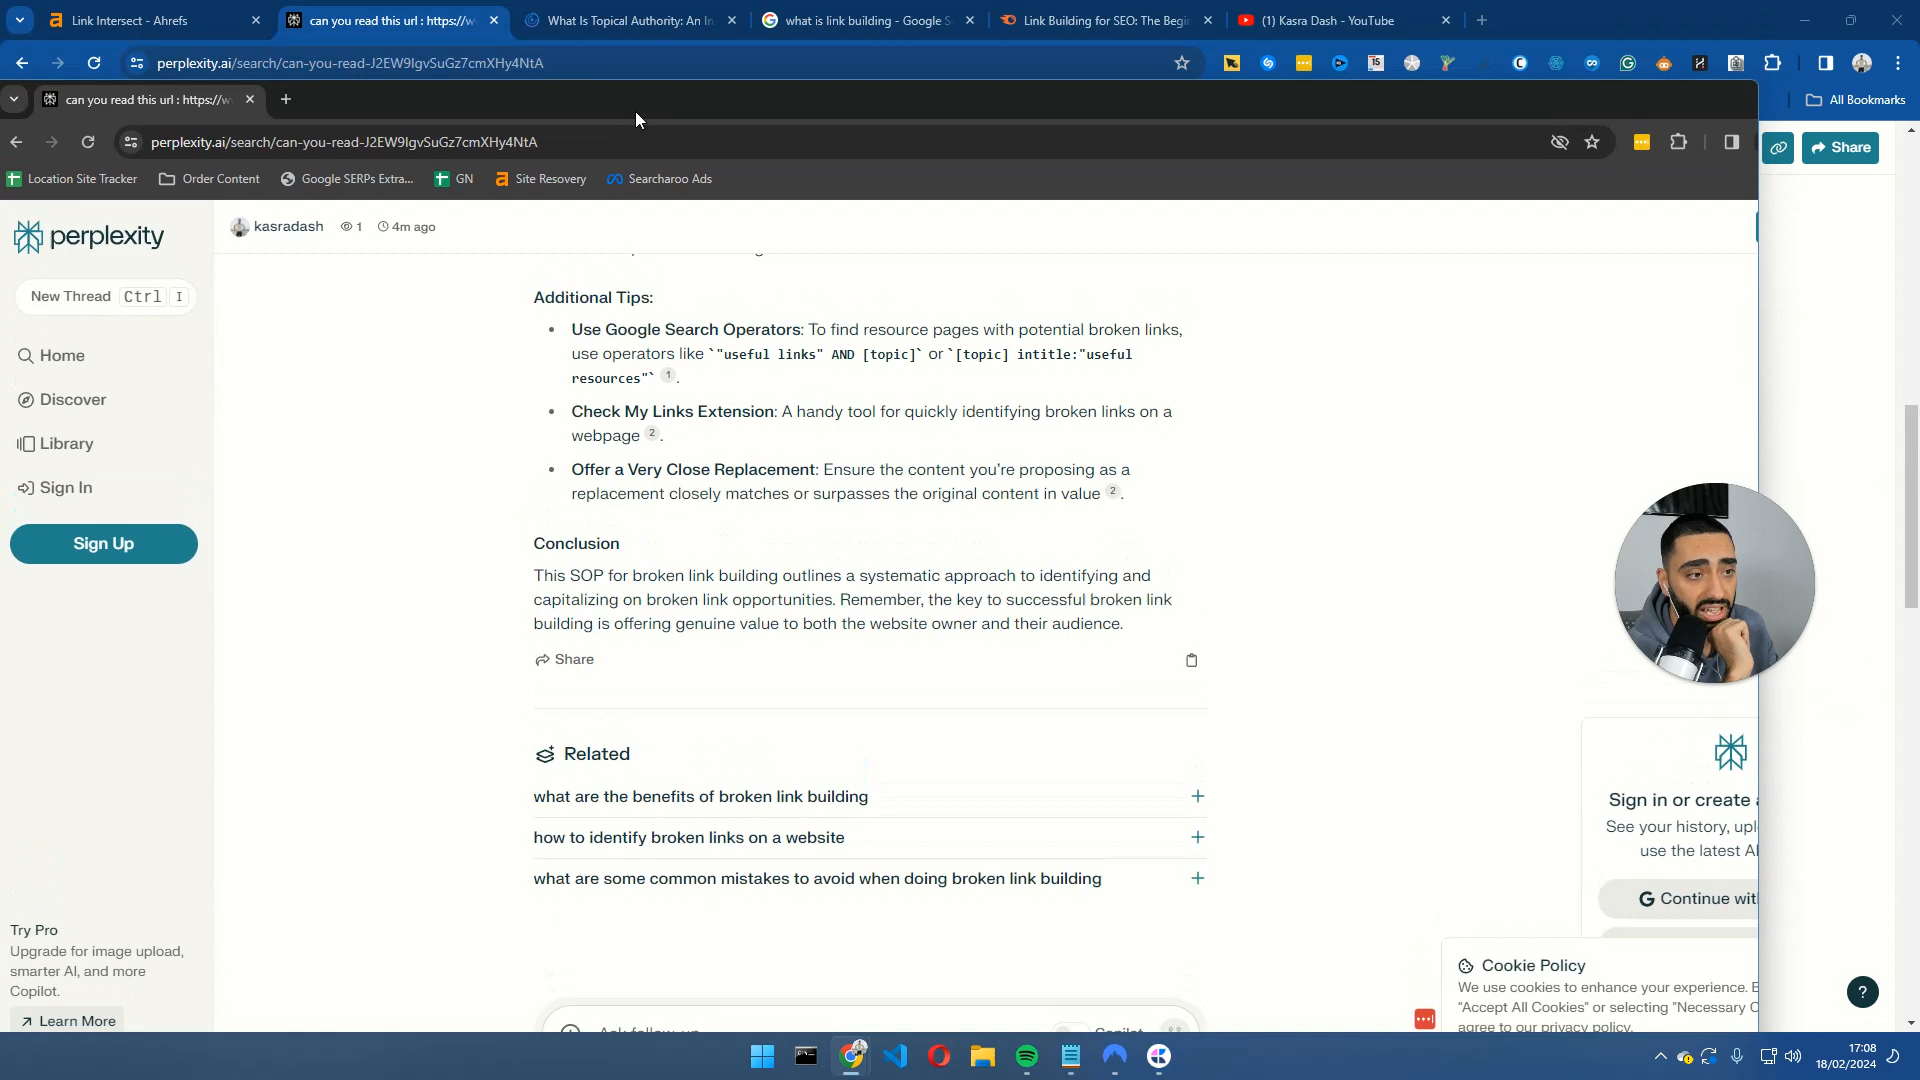 Link Intersect - Ahrefs
can you read this url : https://w
What Is Topical Authority: An In
what is link building - Google S
Link Building for SEO: The Begi
(1) Kasra Dash - YouTube
perplexity.ai/search/can-you-read-J2EW9IgvSuGz7cmXHy4NtA
All Bookmarks
can you read this url : https://w
perplexity.ai/search/can-you-read-J2EW9IgvSuGz7cmXHy4NtA
Share
Location Site Tracker
Order Content
Google SERPs Extra...
GN
Site Recovery
Searcharoo Ads
perplexity
kasradash
1
4m ago
New Thread Ctrl I
Home
Discover
Library
Sign In
Sign Up
Additional Tips:
• Use Google Search Operators: To find resource pages with potential broken links,
use operators like `"useful links" AND [topic]` or `[topic] intitle:"useful
resources"` 1.
• Check My Links Extension: A handy tool for quickly identifying broken links on a
webpage 2.
• Offer a Very Close Replacement: Ensure the content you're proposing as a
replacement closely matches or surpasses the original content in value 2.
Conclusion
This SOP for broken link building outlines a systematic approach to identifying and
capitalizing on broken link opportunities. Remember, the key to successful broken link
building is offering genuine value to both the website owner and their audience.
Share
Related
what are the benefits of broken link building
how to identify broken links on a website
what are some common mistakes to avoid when doing broken link building
Sign in or create a
See your history, upl
use the latest AI
Continue wit
Try Pro
Upgrade for image upload,
smarter AI, and more
Copilot.
Learn More
Cookie Policy
We use cookies to enhance your experience. B
"Accept All Cookies" or selecting "Necessary C
agree to our privacy policy.
?
17:08
18/02/2024